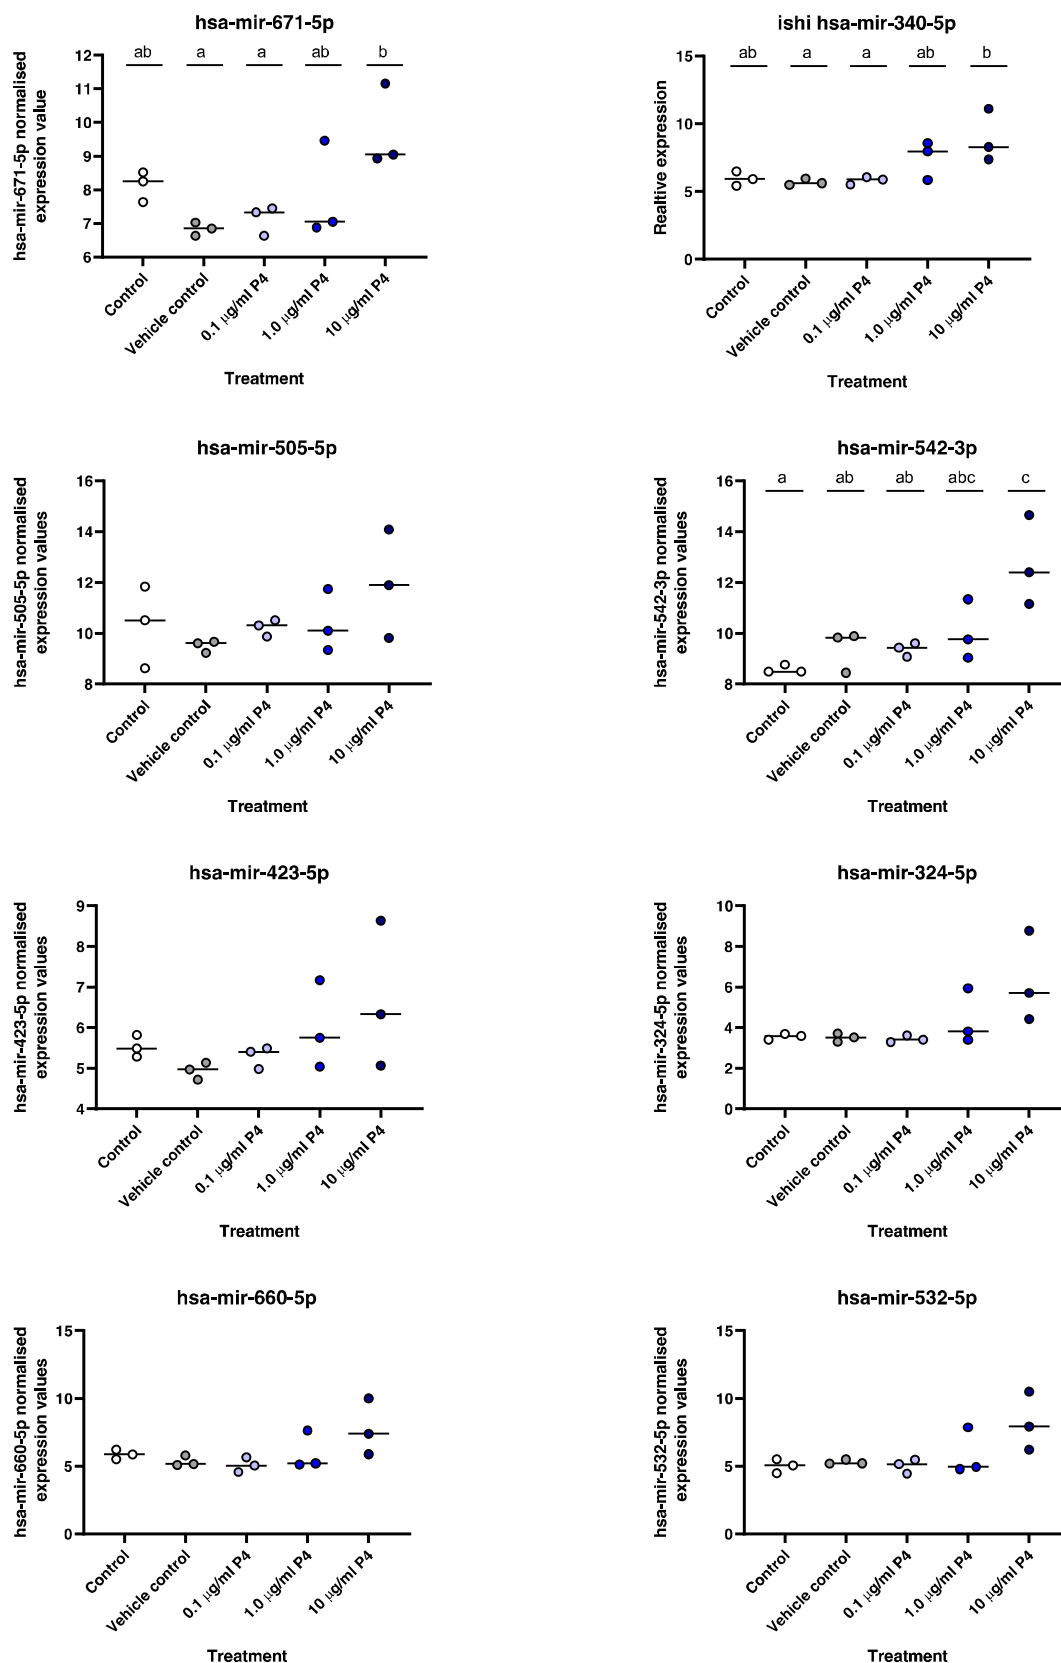 hsa-mir-671-5p
hsa-mir-671-5p normalised
expression value
12
11
10
9
8
7
6
ab
a
a
ab
b
Control
Vehicle control
0.1 μg/ml P4
1.0 μg/ml P4
10 μg/ml P4
Treatment
ishi hsa-mir-340-5p
Realtive expression
15
10
5
0
ab
a
a
ab
b
Control
Vehicle control
0.1 μg/ml P4
1.0 μg/ml P4
10 μg/ml P4
Treatment
hsa-mir-505-5p
hsa-mir-505-5p normalised
expression values
16
14
12
10
8
Control
Vehicle control
0.1 μg/ml P4
1.0 μg/ml P4
10 μg/ml P4
Treatment
hsa-mir-542-3p
hsa-mir-542-3p normalised
expression values
16
14
12
10
8
a
ab
ab
abc
c
Control
Vehicle control
0.1 μg/ml P4
1.0 μg/ml P4
10 μg/ml P4
Treatment
hsa-mir-423-5p
hsa-mir-423-5p normalised
expression values
9
8
7
6
5
4
Control
Vehicle control
0.1 μg/ml P4
1.0 μg/ml P4
10 μg/ml P4
Treatment
hsa-mir-324-5p
hsa-mir-324-5p normalised
expression values
10
8
6
4
2
0
Control
Vehicle control
0.1 μg/ml P4
1.0 μg/ml P4
10 μg/ml P4
Treatment
hsa-mir-660-5p
hsa-mir-660-5p normalised
expression values
15
10
5
0
Control
Vehicle control
0.1 μg/ml P4
1.0 μg/ml P4
10 μg/ml P4
Treatment
hsa-mir-532-5p
hsa-mir-532-5p normalised
expression values
15
10
5
0
Control
Vehicle control
0.1 μg/ml P4
1.0 μg/ml P4
10 μg/ml P4
Treatment